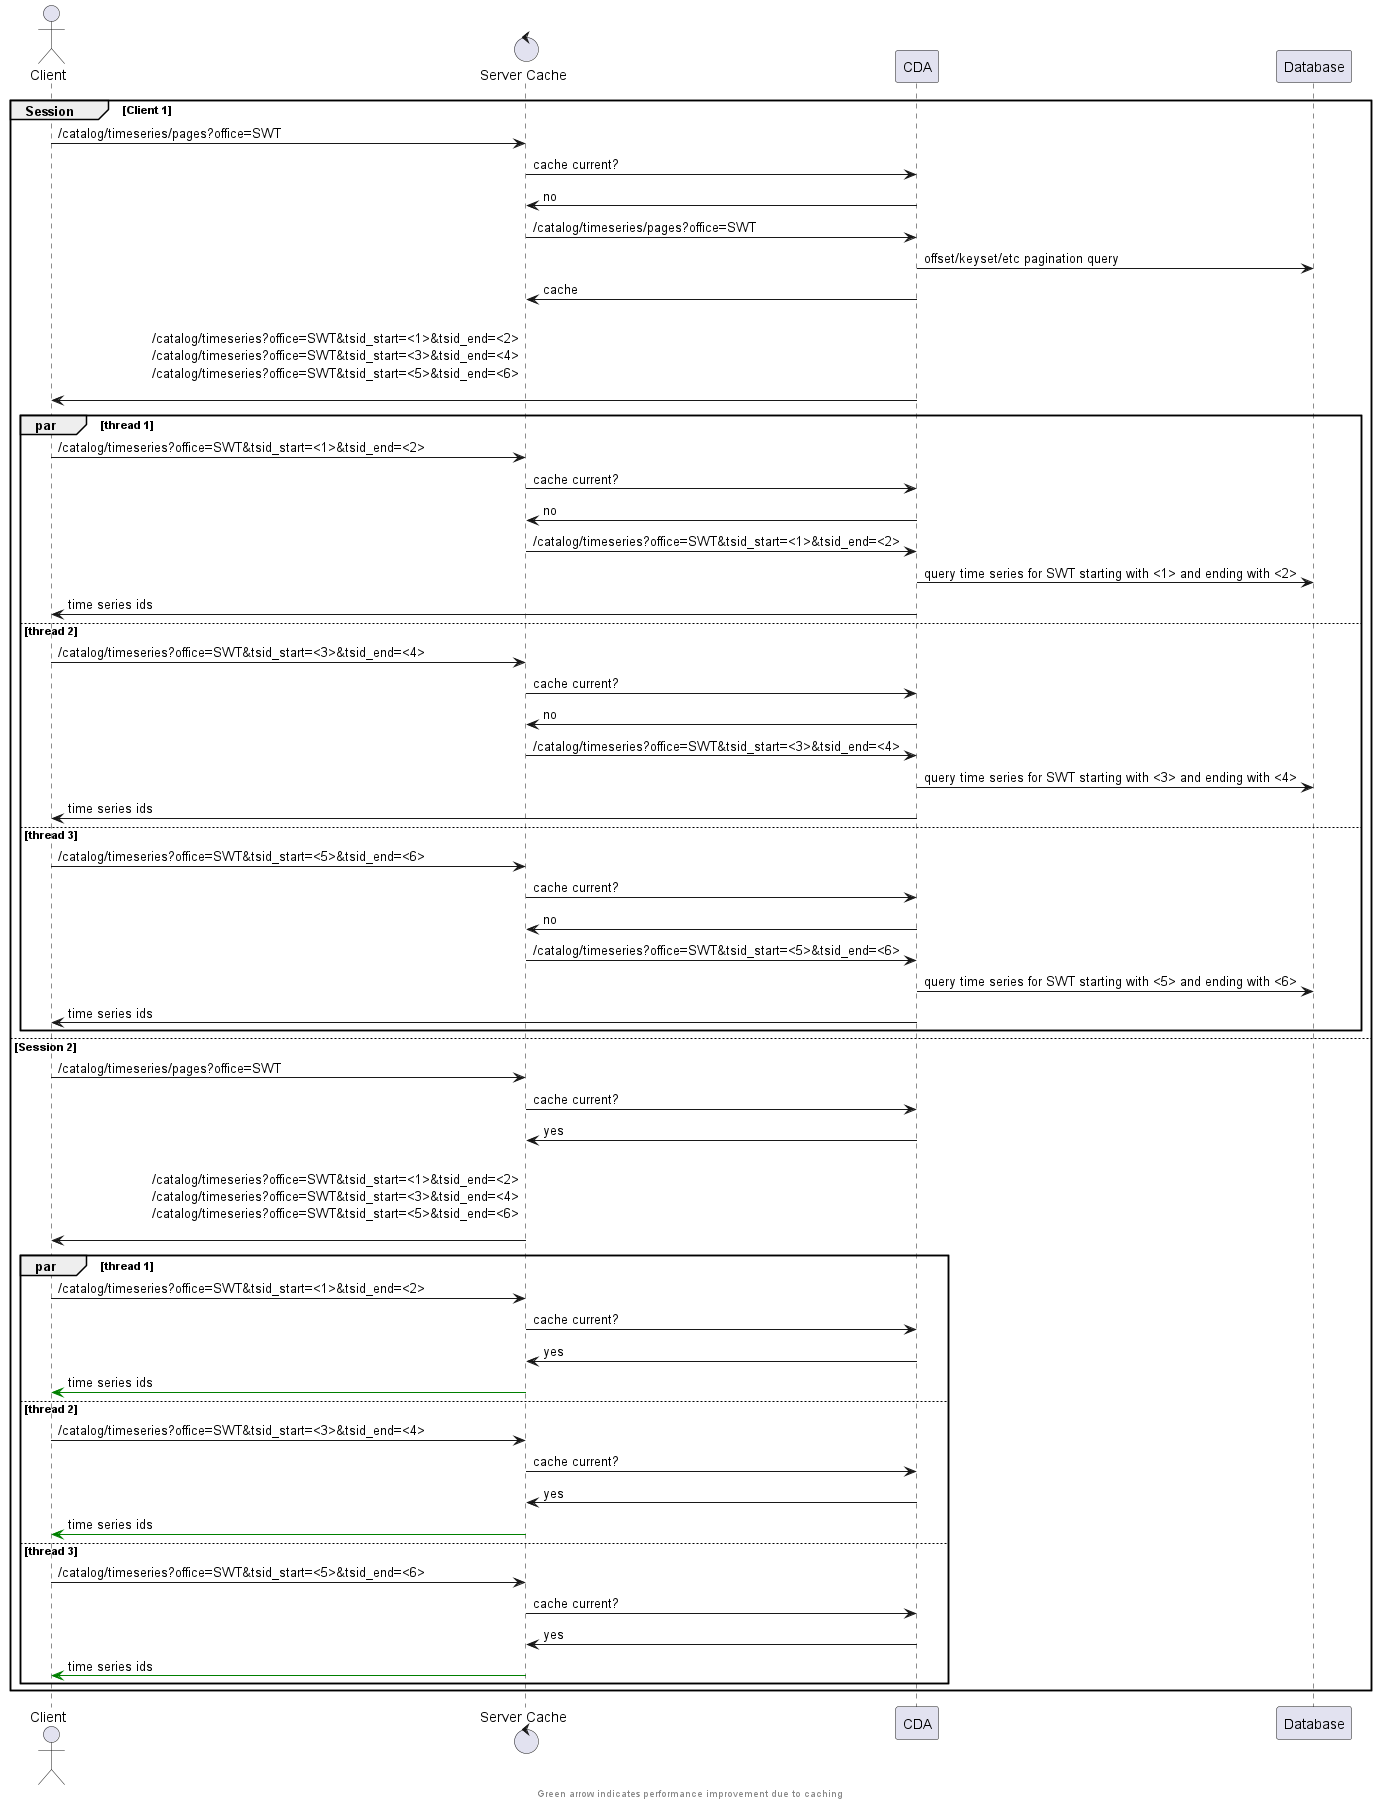 Client
Server Cache
CDA
Database
Session
[Client 1]
/catalog/timeseries/pages?office=SWT
cache current?
no
/catalog/timeseries/pages?office=SWT
offset/keyset/etc pagination query
cache
/catalog/timeseries?office=SWT&tsid_start=<1>&tsid_end=<2>
/catalog/timeseries?office=SWT&tsid_start=<3>&tsid_end=<4>
/catalog/timeseries?office=SWT&tsid_start=<5>&tsid_end=<6>
par
[thread 1]
/catalog/timeseries?office=SWT&tsid_start=<1>&tsid_end=<2>
cache current?
no
/catalog/timeseries?office=SWT&tsid_start=<1>&tsid_end=<2>
query time series for SWT starting with <1> and ending with <2>
time series ids
[thread 2]
/catalog/timeseries?office=SWT&tsid_start=<3>&tsid_end=<4>
cache current?
no
/catalog/timeseries?office=SWT&tsid_start=<3>&tsid_end=<4>
query time series for SWT starting with <3> and ending with <4>
time series ids
[thread 3]
/catalog/timeseries?office=SWT&tsid_start=<5>&tsid_end=<6>
cache current?
no
/catalog/timeseries?office=SWT&tsid_start=<5>&tsid_end=<6>
query time series for SWT starting with <5> and ending with <6>
time series ids
[Session 2]
/catalog/timeseries/pages?office=SWT
cache current?
yes
/catalog/timeseries?office=SWT&tsid_start=<1>&tsid_end=<2>
/catalog/timeseries?office=SWT&tsid_start=<3>&tsid_end=<4>
/catalog/timeseries?office=SWT&tsid_start=<5>&tsid_end=<6>
par
[thread 1]
/catalog/timeseries?office=SWT&tsid_start=<1>&tsid_end=<2>
cache current?
yes
time series ids
[thread 2]
/catalog/timeseries?office=SWT&tsid_start=<3>&tsid_end=<4>
cache current?
yes
time series ids
[thread 3]
/catalog/timeseries?office=SWT&tsid_start=<5>&tsid_end=<6>
cache current?
yes
time series ids
Client
Server Cache
CDA
Database
Green arrow indicates performance improvement due to caching